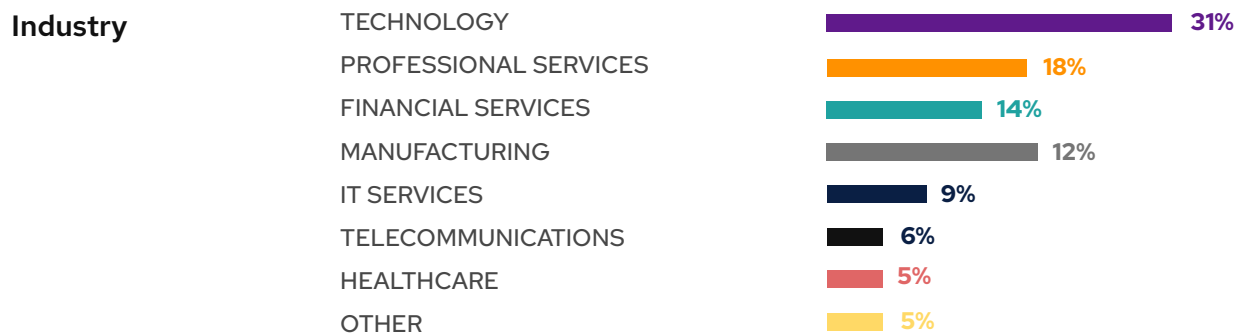 Industry
TECHNOLOGY 31%
PROFESSIONAL SERVICES 18%
FINANCIAL SERVICES 14%
MANUFACTURING 12%
IT SERVICES 9%
TELECOMMUNICATIONS 6%
HEALTHCARE 5%
OTHER 5%